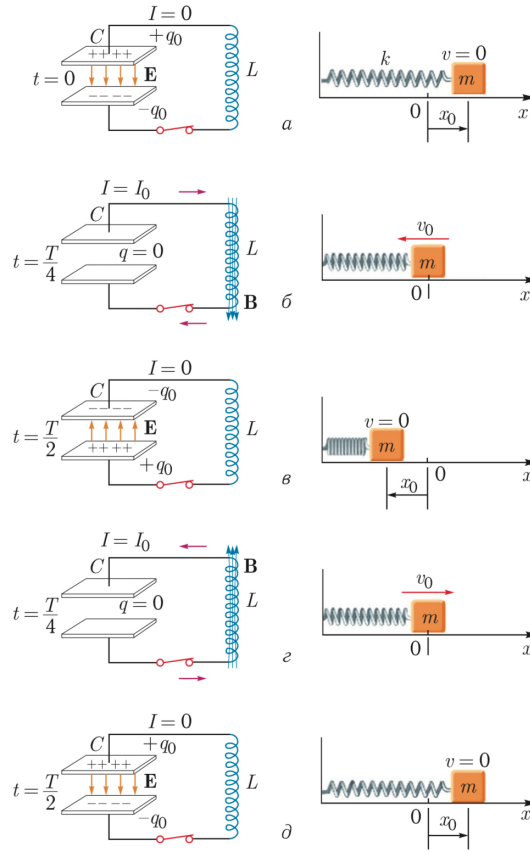 I = 0
C
+q₀
++++
t = 0
E
L
----
−q₀
а
k
v = 0
m
0
x₀
x
I = I₀
C
t = T/4
q = 0
L
B
б
v₀
m
0
x
I = 0
C
−q₀
----
t = T/2
E
L
++++
+q₀
в
v = 0
m
0
x₀
x
I = I₀
C
B
t = T/4
q = 0
L
г
v₀
m
0
x
I = 0
C
+q₀
++++
t = T/2
E
L
----
−q₀
д
v = 0
m
0
x₀
x